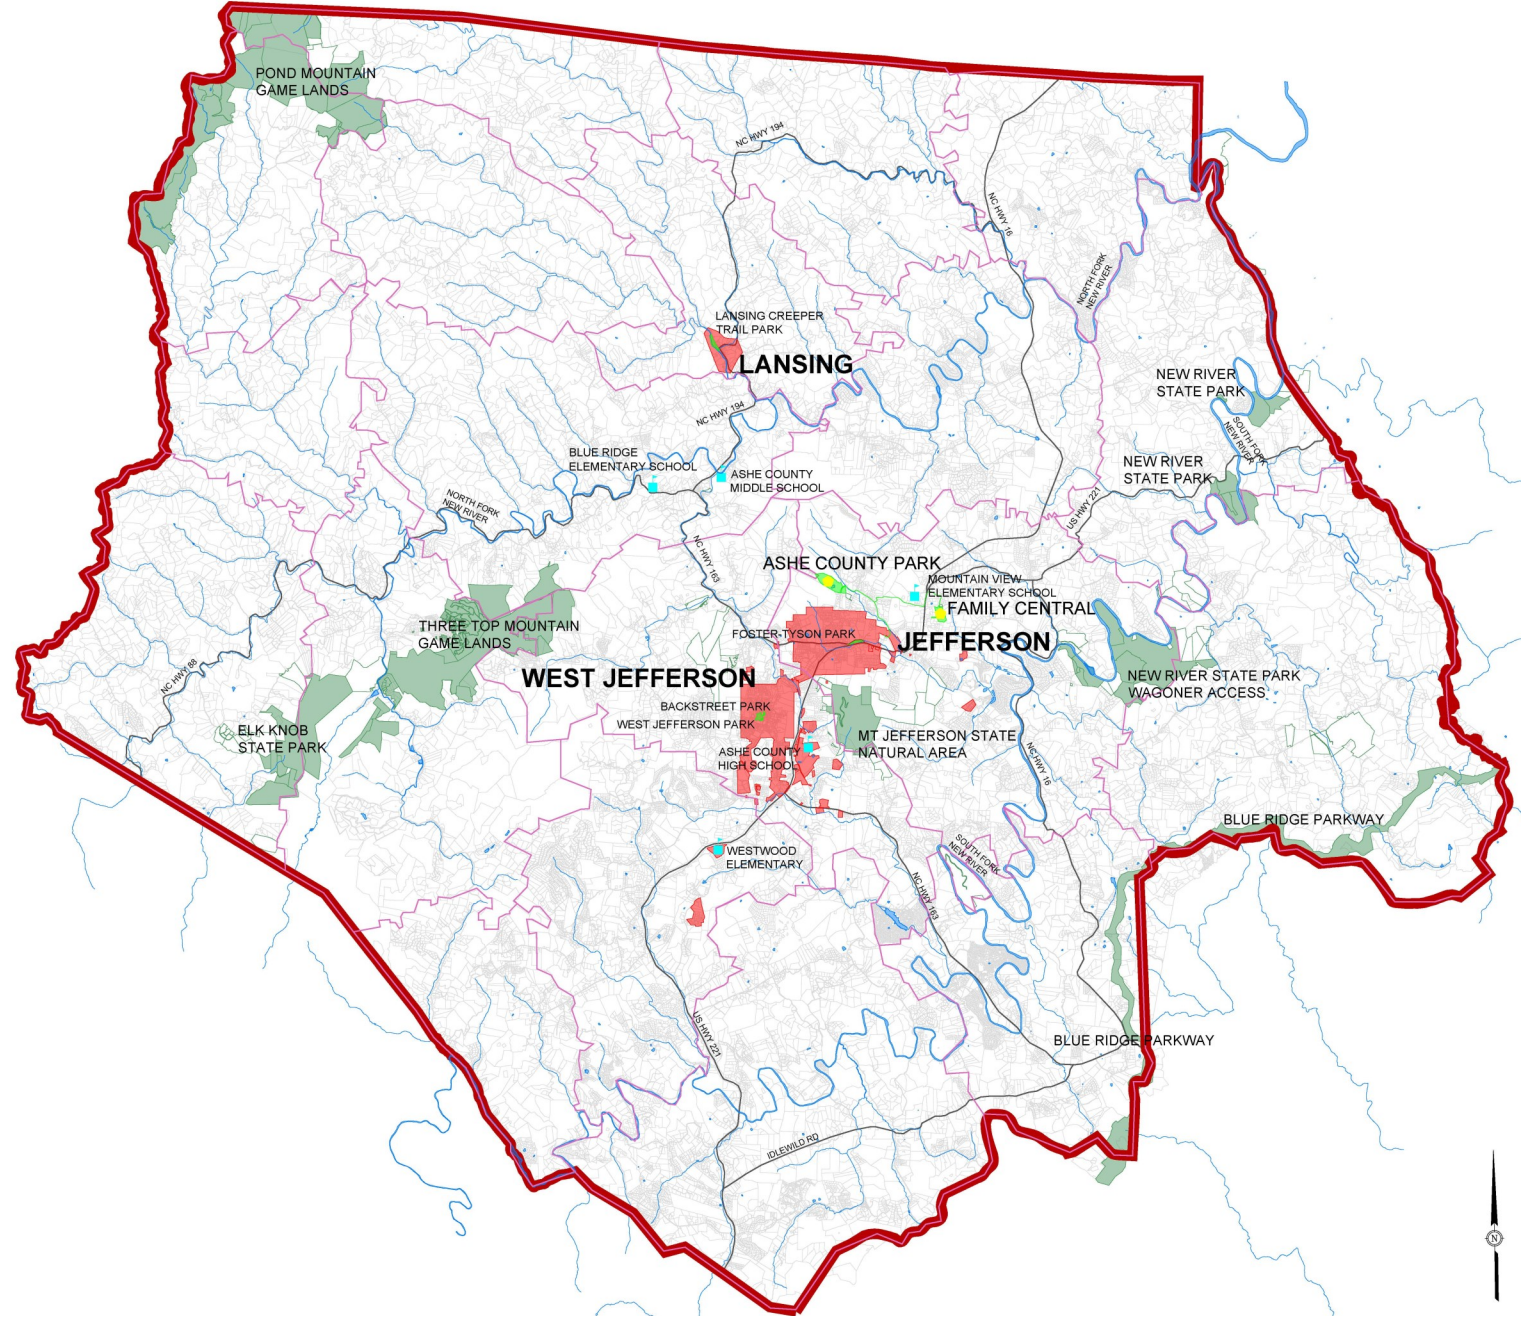 POND MOUNTAIN
GAME LANDS
NC HWY 194
NC HWY 16
NORTH FORK
NEW RIVER
LANSING CREEPER
TRAIL PARK
LANSING
NEW RIVER
STATE PARK
NC HWY 194
SOUTH FORK
NEW RIVER
BLUE RIDGE
ELEMENTARY SCHOOL
ASHE COUNTY
MIDDLE SCHOOL
NEW RIVER
STATE PARK
NORTH FORK
NEW RIVER
US HWY 221
NC HWY 163
ASHE COUNTY PARK
MOUNTAIN VIEW
ELEMENTARY SCHOOL
FAMILY CENTRAL
THREE TOP MOUNTAIN
GAME LANDS
FOSTER-TYSON PARK
JEFFERSON
NC HWY 88
WEST JEFFERSON
NEW RIVER STATE PARK
WAGONER ACCESS
BACKSTREET PARK
WEST JEFFERSON PARK
ELK KNOB
STATE PARK
MT JEFFERSON STATE
NATURAL AREA
ASHE COUNTY
HIGH SCHOOL
NC HWY 16
BLUE RIDGE PARKWAY
WESTWOOD
ELEMENTARY
SOUTH FORK
NEW RIVER
NC HWY 163
US HWY 221
BLUE RIDGE PARKWAY
IDLEWILD RD
N